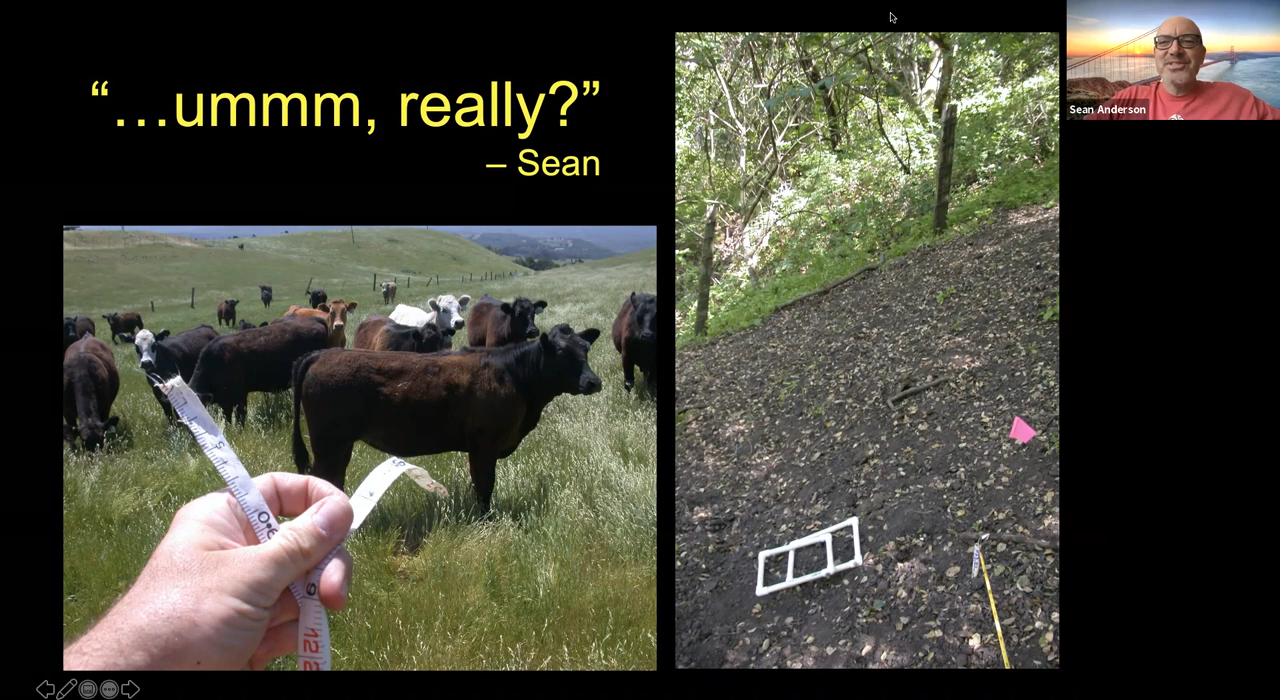 “…ummm, really?”
– Sean
Sean Anderson